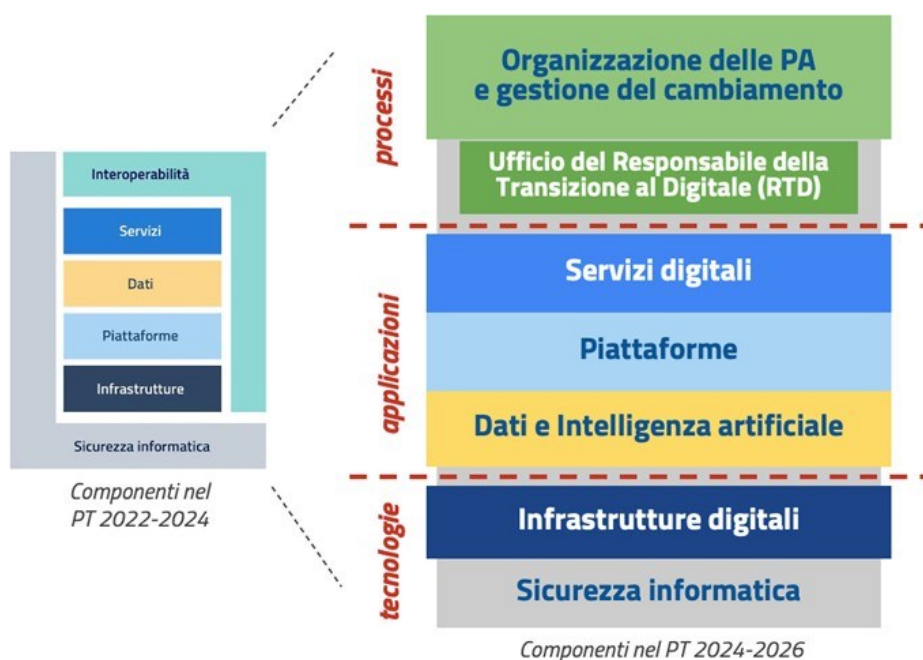 Interoperabilità
Servizi
Dati
Piattaforme
Infrastrutture
Sicurezza informatica
Componenti nel
PT 2022-2024
processi
Organizzazione delle PA
e gestione del cambiamento
Ufficio del Responsabile della
Transizione al Digitale (RTD)
applicazioni
Servizi digitali
Piattaforme
Dati e Intelligenza artificiale
tecnologie
Infrastrutture digitali
Sicurezza informatica
Componenti nel PT 2024-2026